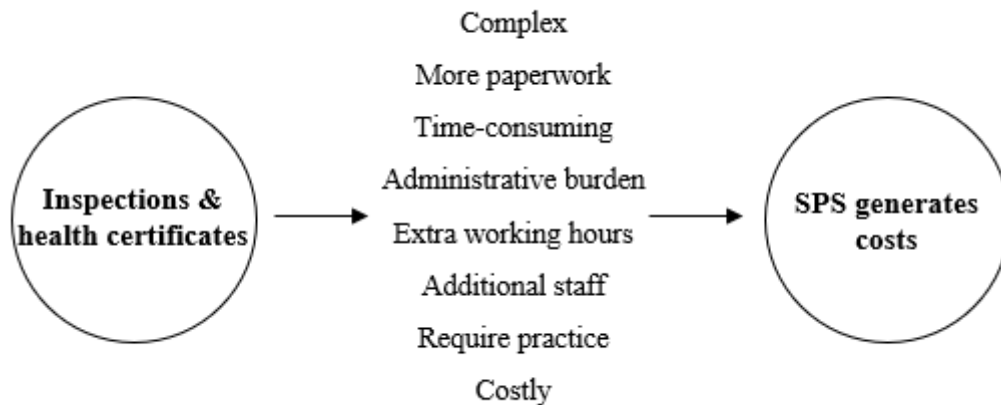 Inspections &
health certificates
Complex
More paperwork
Time-consuming
Administrative burden
Extra working hours
Additional staff
Require practice
Costly
SPS generates
costs